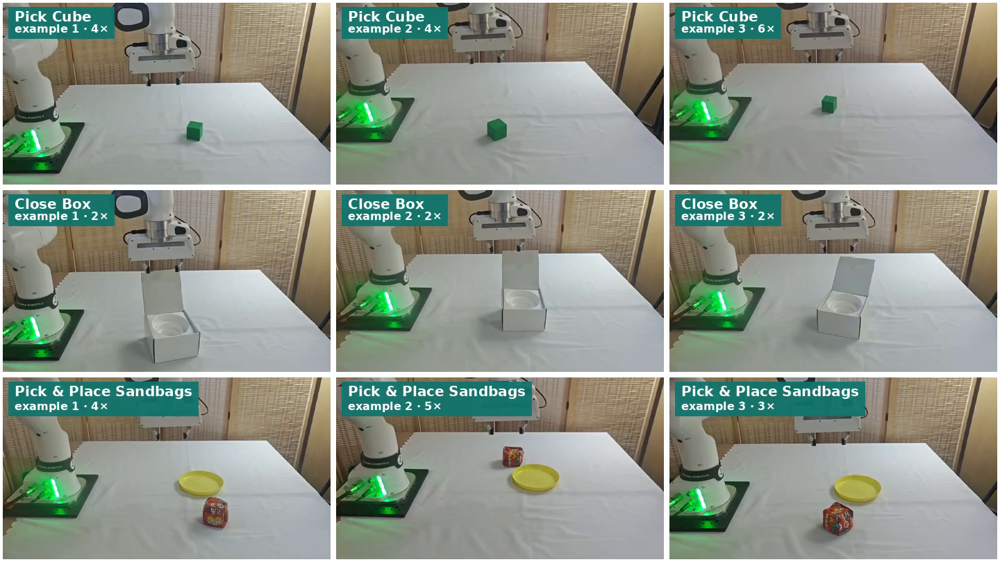 Pick Cube
example 1 · 4×
Pick Cube
example 2 · 4×
Pick Cube
example 3 · 6×
Close Box
example 1 · 2×
Close Box
example 2 · 2×
Close Box
example 3 · 2×
Pick & Place Sandbags
example 1 · 4×
Pick & Place Sandbags
example 2 · 5×
Pick & Place Sandbags
example 3 · 3×